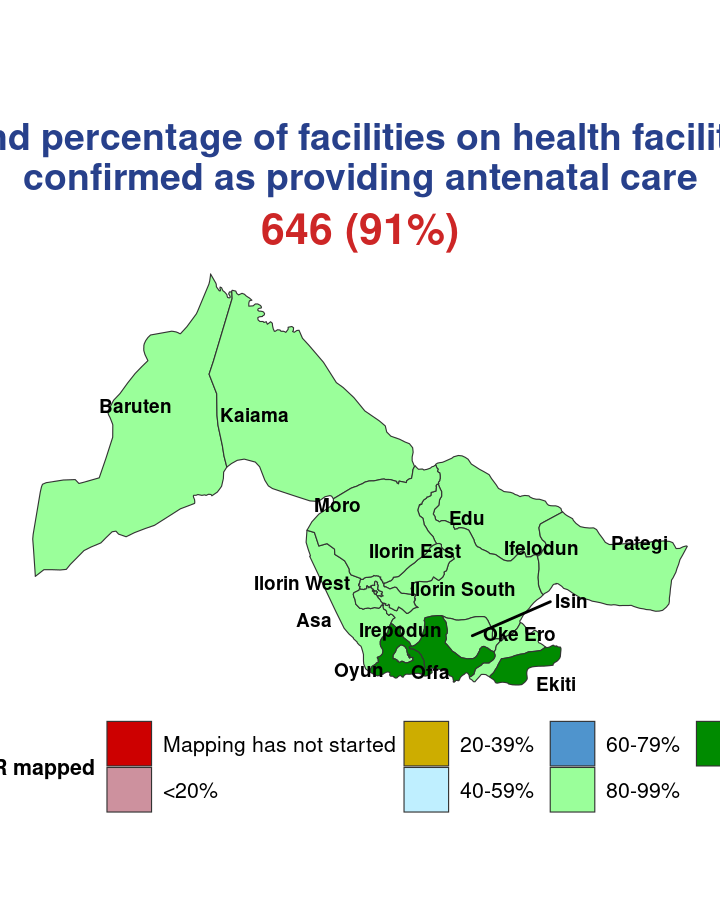 nd percentage of facilities on health facilit
confirmed as providing antenatal care
646 (91%)
Baruten
Kaiama
Moro
Edu
Ilorin East
Ifelodun
Pategi
Ilorin West
Ilorin South
Isin
Asa
Irepodun
Oke Ero
Oyun
Offa
Ekiti
R mapped
Mapping has not started
20-39%
60-79%
<20%
40-59%
80-99%